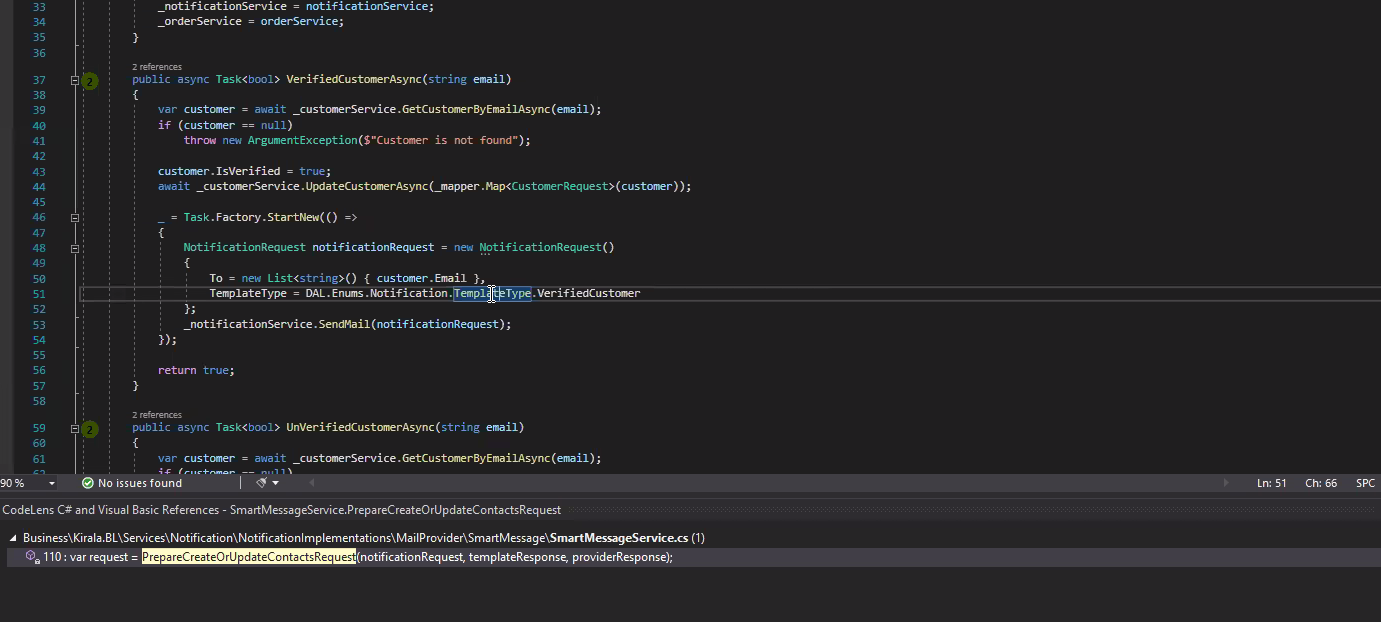 33 _notificationService = notificationService;
34 _orderService = orderService;
35 }
36
2 references
37 2 public async Task<bool> VerifiedCustomerAsync(string email)
38 {
39 var customer = await _customerService.GetCustomerByEmailAsync(email);
40 if (customer == null)
41 throw new ArgumentException($"Customer is not found");
42
43 customer.IsVerified = true;
44 await _customerService.UpdateCustomerAsync(_mapper.Map<CustomerRequest>(customer));
45
46 _ = Task.Factory.StartNew(() =>
47 {
48 NotificationRequest notificationRequest = new NotificationRequest()
49 {
50 To = new List<string>() { customer.Email },
51 TemplateType = DAL.Enums.Notification.TemplateType.VerifiedCustomer
52 };
53 _notificationService.SendMail(notificationRequest);
54 });
55
56 return true;
57 }
58
2 references
59 2 public async Task<bool> UnVerifiedCustomerAsync(string email)
60 {
61 var customer = await _customerService.GetCustomerByEmailAsync(email);
62 if (customer == null)
90 % No issues found Ln: 51 Ch: 66 SPC
CodeLens C# and Visual Basic References - SmartMessageService.PrepareCreateOrUpdateContactsRequest
Business\Kirala.BL\Services\Notification\NotificationImplementations\MailProvider\SmartMessage\SmartMessageService.cs (1)
110 : var request = PrepareCreateOrUpdateContactsRequest(notificationRequest, templateResponse, providerResponse);